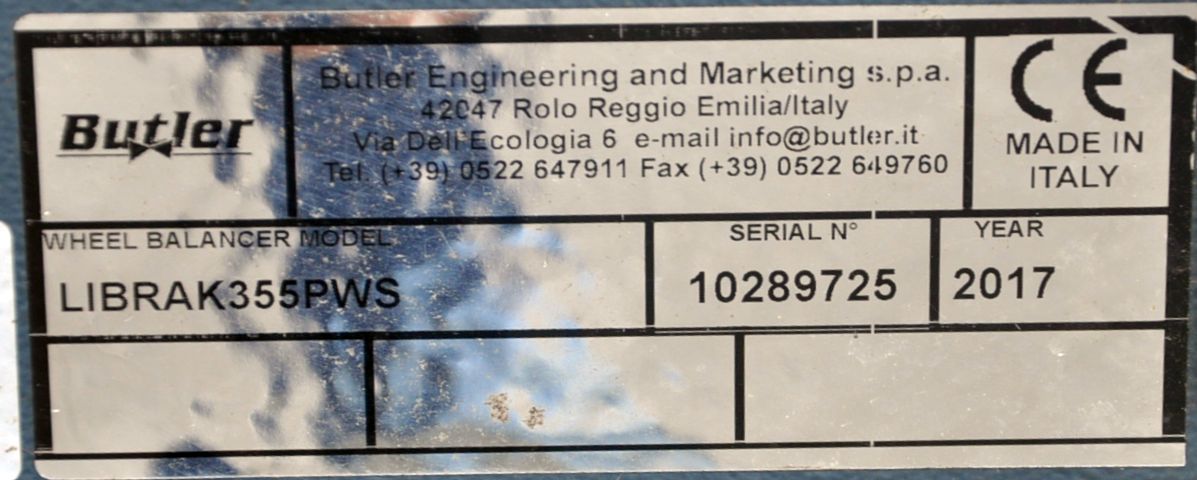 Butler
Butler Engineering and Marketing s.p.a.
42047 Rolo Reggio Emilia/Italy
Via Dell'Ecologia 6 e-mail info@butler.it
Tel. (+39) 0522 647911 Fax (+39) 0522 649760
CE
MADE IN
ITALY
WHEEL BALANCER MODEL
LIBRAK355PWS
SERIAL N°
10289725
YEAR
2017